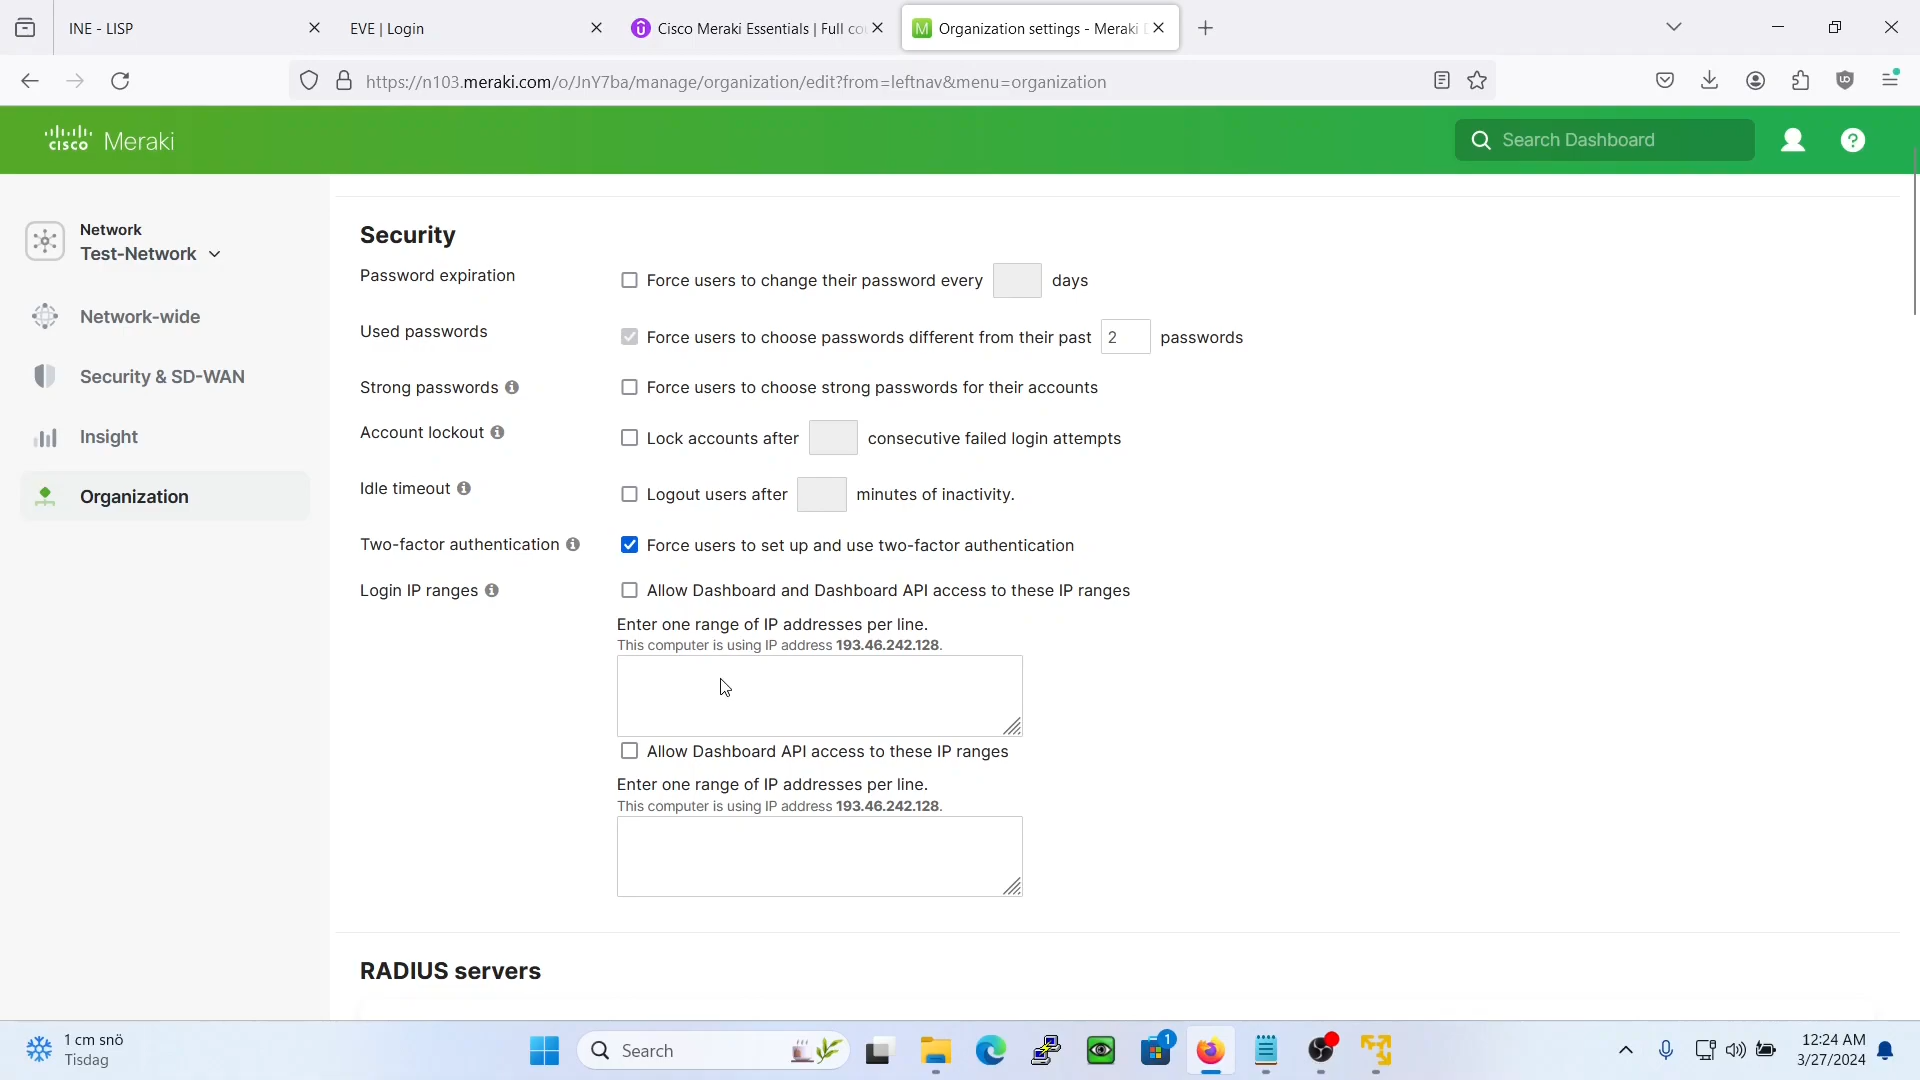 INE - LISP
EVE | Login
Cisco Meraki Essentials | Full co
Organization settings - Meraki
https://n103.meraki.com/o/JnY7ba/manage/organization/edit?from=leftnav&menu=organization
cisco Meraki
Search Dashboard
Network
Test-Network
Network-wide
Security & SD-WAN
Insight
Organization
Security
Password expiration
Force users to change their password every days
Used passwords
Force users to choose passwords different from their past 2 passwords
Strong passwords
Force users to choose strong passwords for their accounts
Account lockout
Lock accounts after consecutive failed login attempts
Idle timeout
Logout users after minutes of inactivity.
Two-factor authentication
Force users to set up and use two-factor authentication
Login IP ranges
Allow Dashboard and Dashboard API access to these IP ranges
Enter one range of IP addresses per line.
This computer is using IP address 193.46.242.128.
Allow Dashboard API access to these IP ranges
Enter one range of IP addresses per line.
This computer is using IP address 193.46.242.128.
RADIUS servers
1 cm snö
Tisdag
Search
1
12:24 AM
3/27/2024